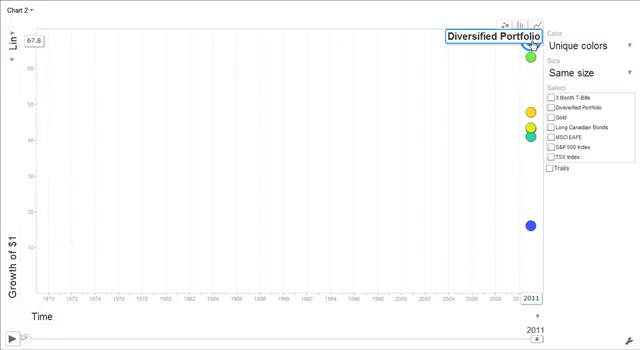 Chart 2
Color
Unique colors
Size
Same size
Select
3 Month T-Bills
Diversified Portfolio
Gold
Long Canadian Bonds
MSCI EAFE
S&P 500 Index
TSX Index
Trails
Diversified Portfolio
Lin
67.8
60
50
40
30
20
10
Growth of $1
1970 1972 1974 1976 1978 1980 1982 1984 1986 1988 1990 1992 1994 1996 1998 2000 2002 2004 2006 2008 2011
Time
2011